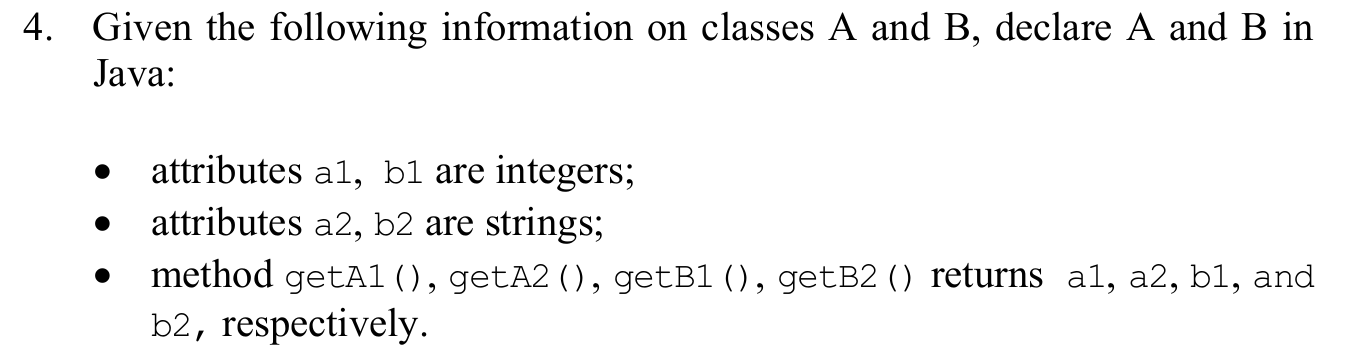 4. Given the following information on classes A and B, declare A and B in
Java:
• attributes a1, b1 are integers;
• attributes a2, b2 are strings;
• method getA1(), getA2(), getB1(), getB2() returns a1, a2, b1, and
b2, respectively.